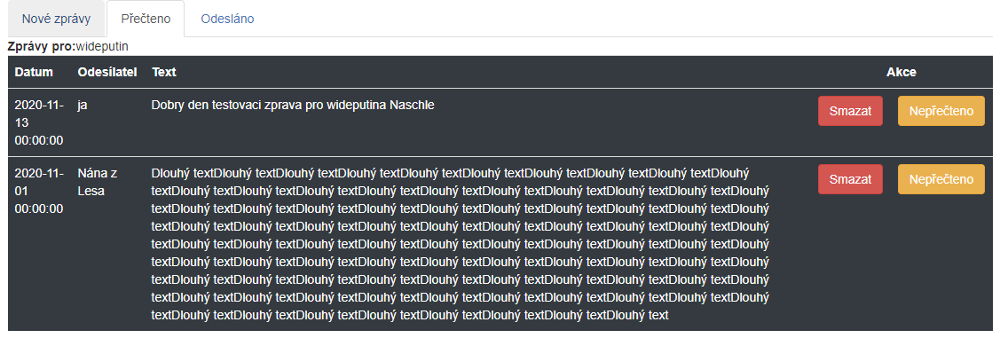 Nové zprávy Přečteno Odesláno
Zprávy pro:wideputin
Datum Odesílatel Text Akce
2020-11-13 00:00:00 ja Dobry den testovaci zprava pro wideputina Naschle Smazat Nepřečteno
2020-11-01 00:00:00 Nána z Lesa
Dlouhý textDlouhý textDlouhý textDlouhý textDlouhý textDlouhý textDlouhý textDlouhý textDlouhý textDlouhý
textDlouhý textDlouhý textDlouhý textDlouhý textDlouhý textDlouhý textDlouhý textDlouhý textDlouhý textDlouhý
textDlouhý textDlouhý textDlouhý textDlouhý textDlouhý textDlouhý textDlouhý textDlouhý textDlouhý textDlouhý
textDlouhý textDlouhý textDlouhý textDlouhý textDlouhý textDlouhý textDlouhý textDlouhý textDlouhý textDlouhý
textDlouhý textDlouhý textDlouhý textDlouhý textDlouhý textDlouhý textDlouhý textDlouhý textDlouhý textDlouhý
textDlouhý textDlouhý textDlouhý textDlouhý textDlouhý textDlouhý textDlouhý textDlouhý textDlouhý textDlouhý
textDlouhý textDlouhý textDlouhý textDlouhý textDlouhý textDlouhý textDlouhý textDlouhý textDlouhý textDlouhý
textDlouhý textDlouhý textDlouhý textDlouhý textDlouhý textDlouhý textDlouhý textDlouhý textDlouhý textDlouhý
textDlouhý textDlouhý textDlouhý textDlouhý textDlouhý textDlouhý textDlouhý textDlouhý text
Smazat Nepřečteno